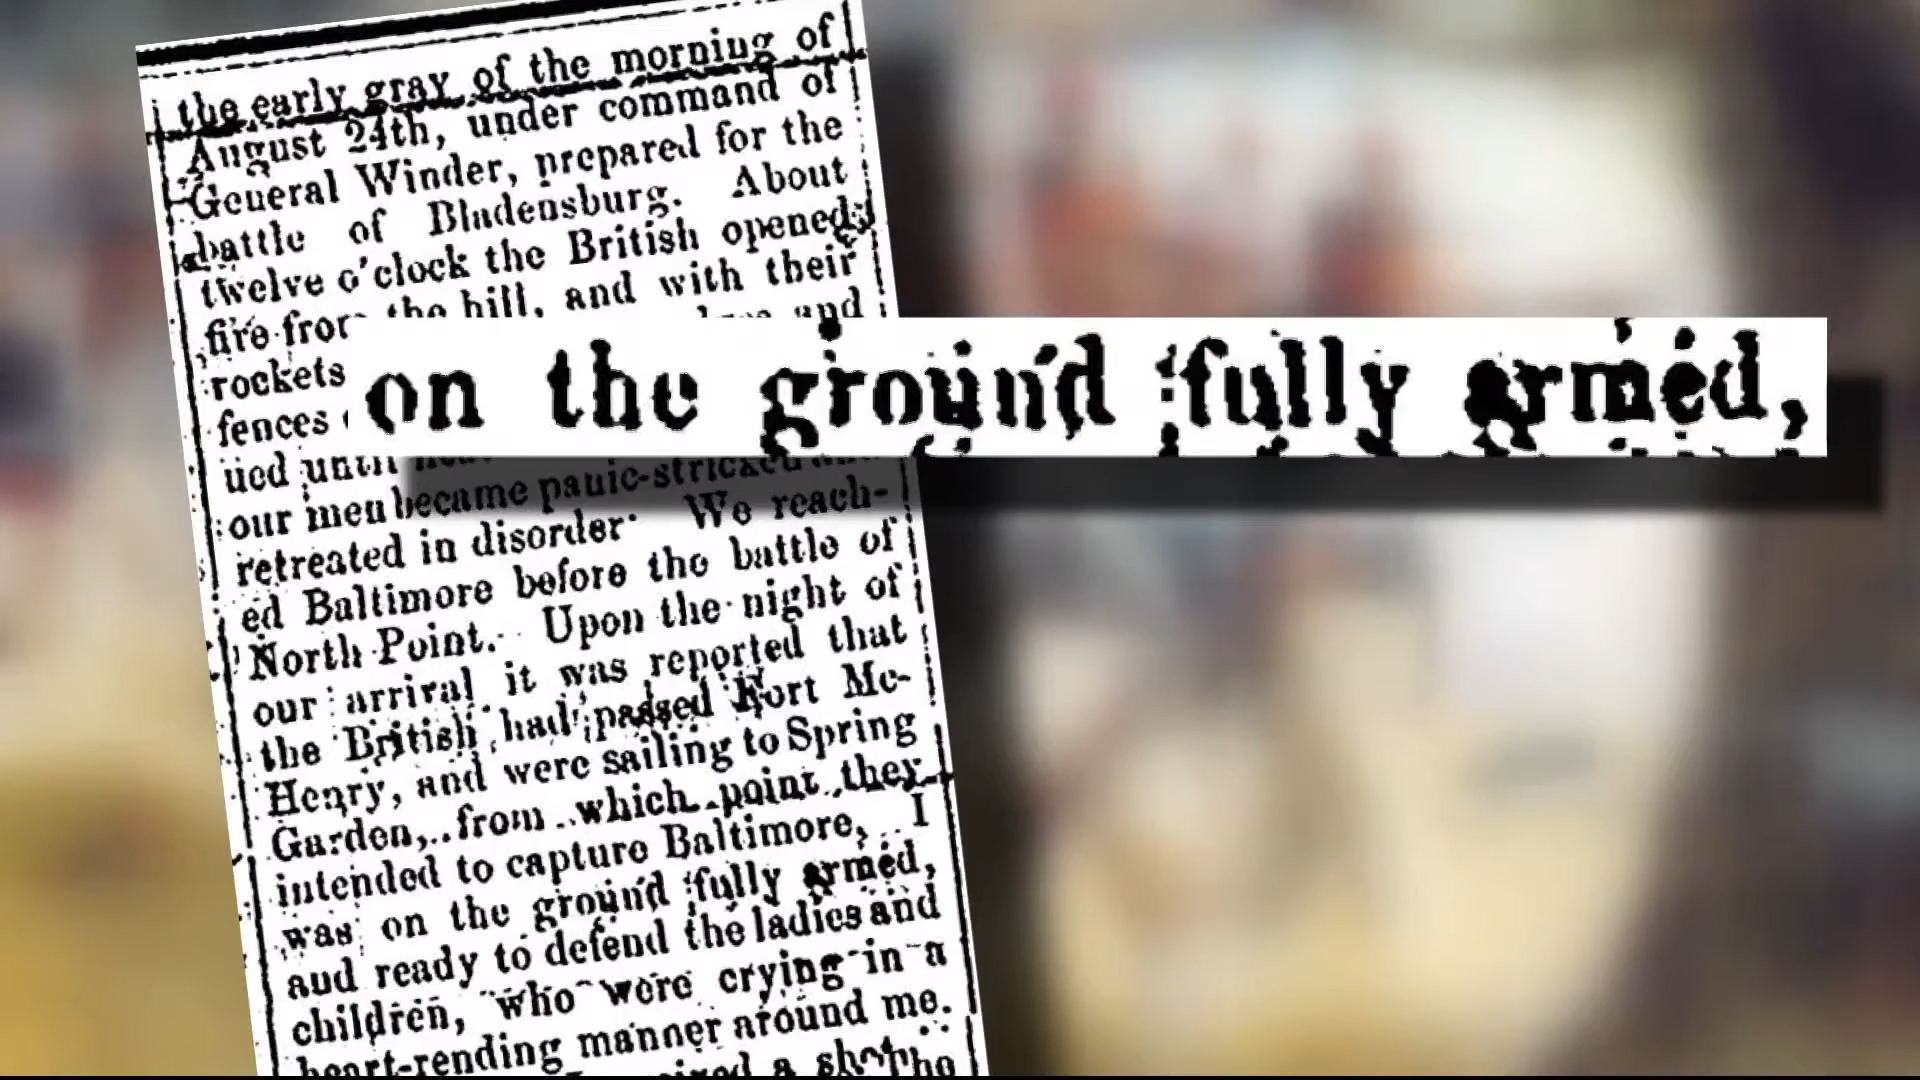 the early gray of the morning of
August 24th, under command of
General Winder, prepared for the
battle of Bladensburg. About
twelve o'clock the British opened
fire from the hill, and with their
rockets and
fences
ued until
our men became panic-stricken
retreated in disorder. We reach-
ed Baltimore before the battle of
North Point. Upon the night of
our arrival it was reported that
the British had passed Fort Mc-
Henry, and were sailing to Spring
Garden, from which point they
intended to capture Baltimore, I
was on the ground fully armed,
and ready to defend the ladies and
children, who were crying in a
heart-rending manner around me.
a shot. The
on the ground fully armed,